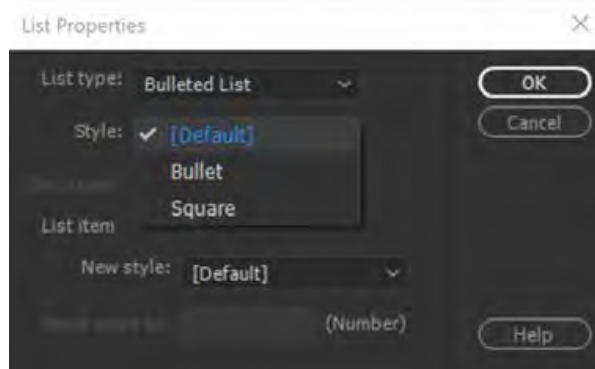 List Properties
List type: Bulleted List
OK
Style: [Default]
Cancel
Bullet
Square
List item
New style: [Default]
(Number)
Help